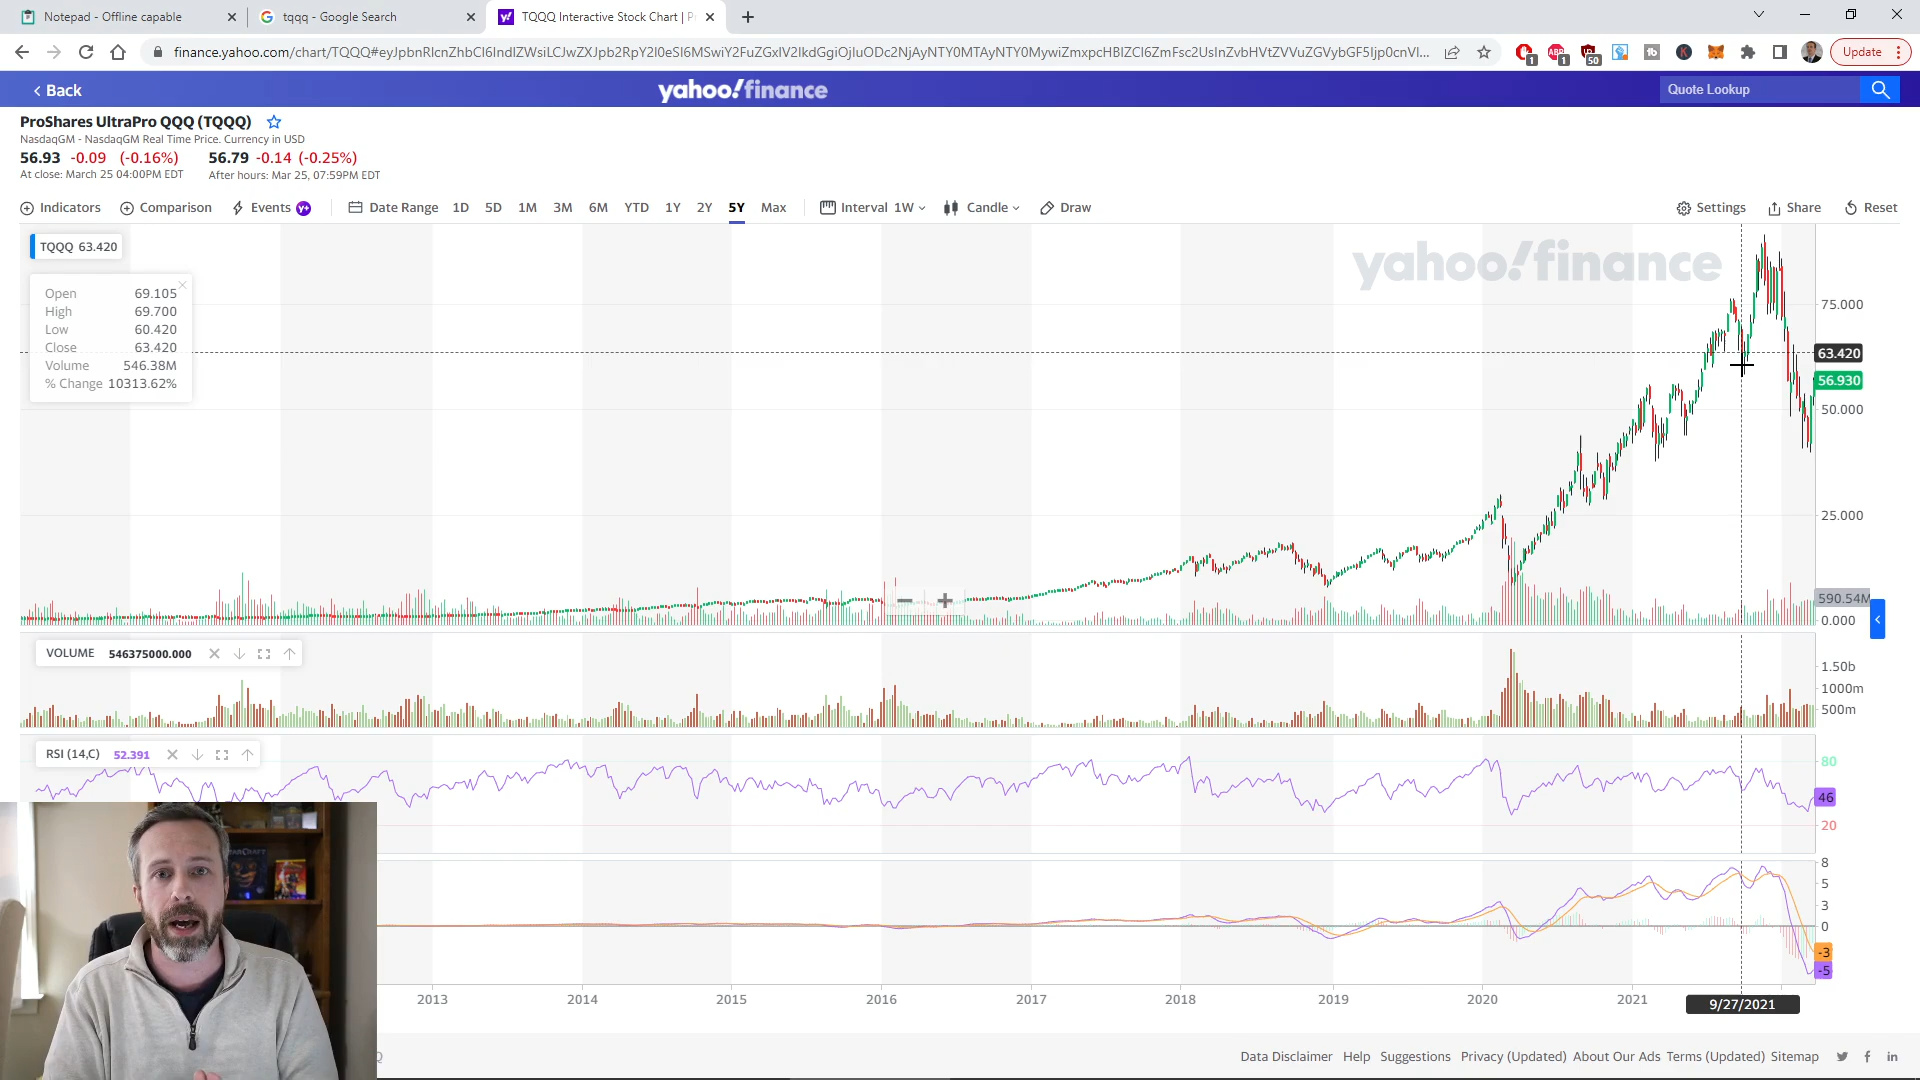 Notepad - Offline capable
tqqq - Google Search
TQQQ Interactive Stock Chart | P
1
1
50
tb
K
Update
< Back
yahoo!finance
Quote Lookup
ProShares UltraPro QQQ (TQQQ)
NasdaqGM - NasdaqGM Real Time Price. Currency in USD
56.93 -0.09 (-0.16%) 56.79 -0.14 (-0.25%)
At close: March 25 04:00PM EDT After hours: Mar 25, 07:59PM EDT
Indicators Comparison Events y+ Date Range 1D 5D 1M 3M 6M YTD 1Y 2Y 5Y Max Interval 1W Candle Draw Settings Share Reset
TQQQ 63.420
yahoo!finance
Open 69.105
High 69.700
Low 60.420
Close 63.420
Volume 546.38M
% Change 10313.62%
75.000
63.420
56.930
50.000
25.000
590.54M
0.000
VOLUME 546375000.000
1.50b
1000m
500m
RSI (14,C) 52.391
80
46
20
8
5
3
0
-3
-5
2013 2014 2015 2016 2017 2018 2019 2020 2021
9/27/2021
Data Disclaimer Help Suggestions Privacy (Updated) About Our Ads Terms (Updated) Sitemap